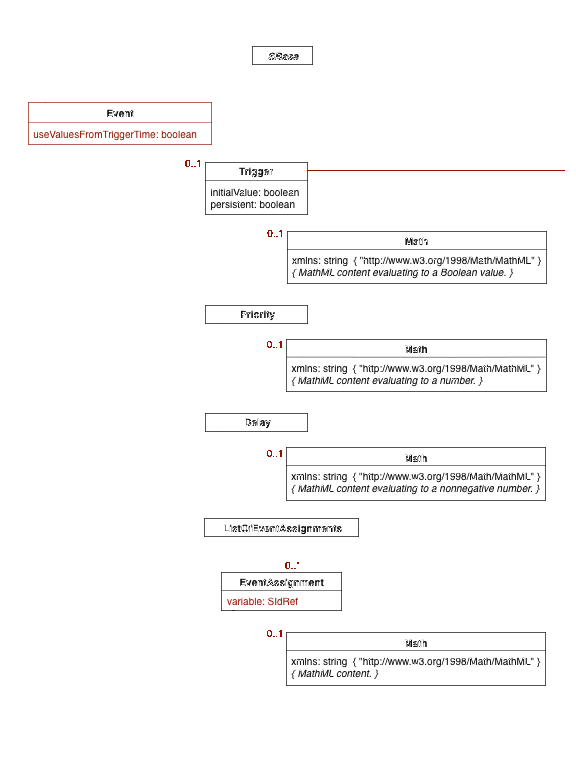 SBase
Event
useValuesFromTriggerTime: boolean
0..1
Trigger
initialValue: boolean
persistent: boolean
0..1
Math
xmlns: string { "http://www.w3.org/1998/Math/MathML" }
{ MathML content evaluating to a Boolean value. }
Priority
0..1
Math
xmlns: string { "http://www.w3.org/1998/Math/MathML" }
{ MathML content evaluating to a number. }
Delay
0..1
Math
xmlns: string { "http://www.w3.org/1998/Math/MathML" }
{ MathML content evaluating to a nonnegative number. }
ListOfEventAssignments
0..*
EventAssignment
variable: SIdRef
0..1
Math
xmlns: string { "http://www.w3.org/1998/Math/MathML" }
{ MathML content. }